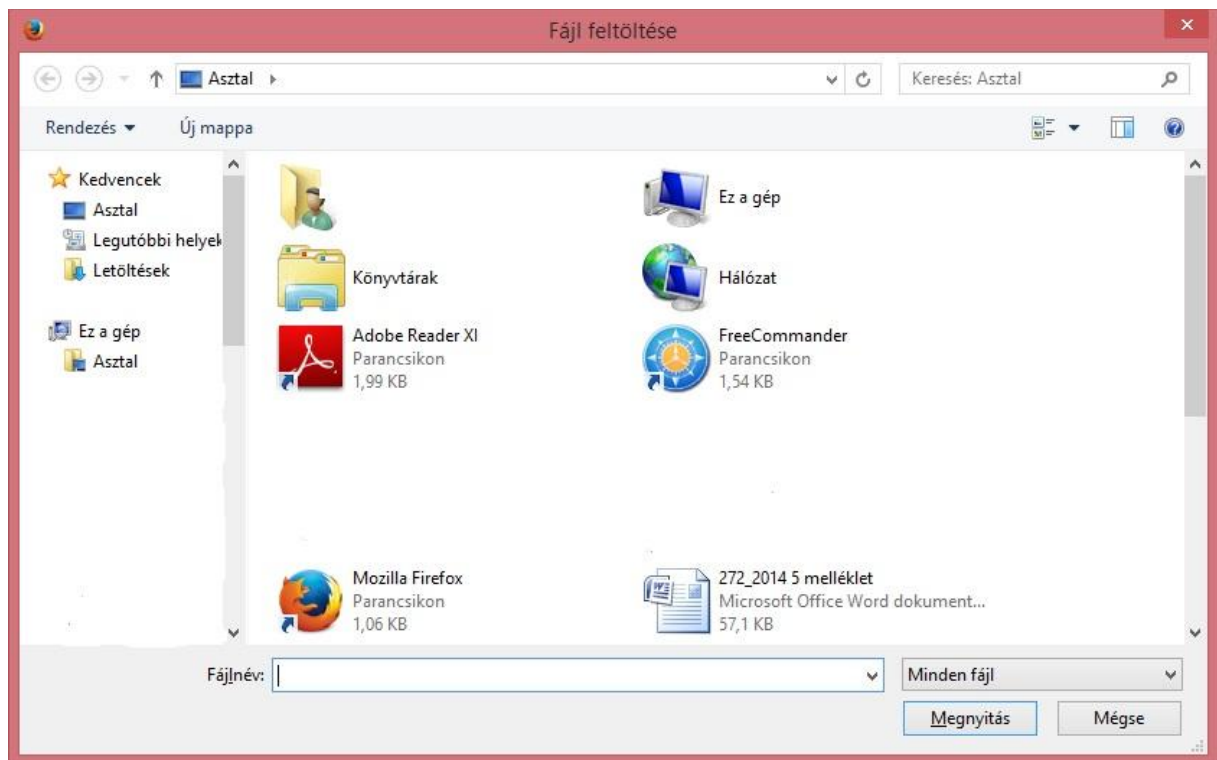 Fájl feltöltése
Asztal
Keresés: Asztal
Rendezés
Új mappa
Kedvencek
Asztal
Legutóbbi helyek
Letöltések
Ez a gép
Asztal
Ez a gép
Könyvtárak
Hálózat
Adobe Reader XI
Parancsikon
1,99 KB
FreeCommander
Parancsikon
1,54 KB
Mozilla Firefox
Parancsikon
1,06 KB
272_2014 5 melléklet
Microsoft Office Word dokument...
57,1 KB
Fájlnév:
Minden fájl
Megnyitás
Mégse